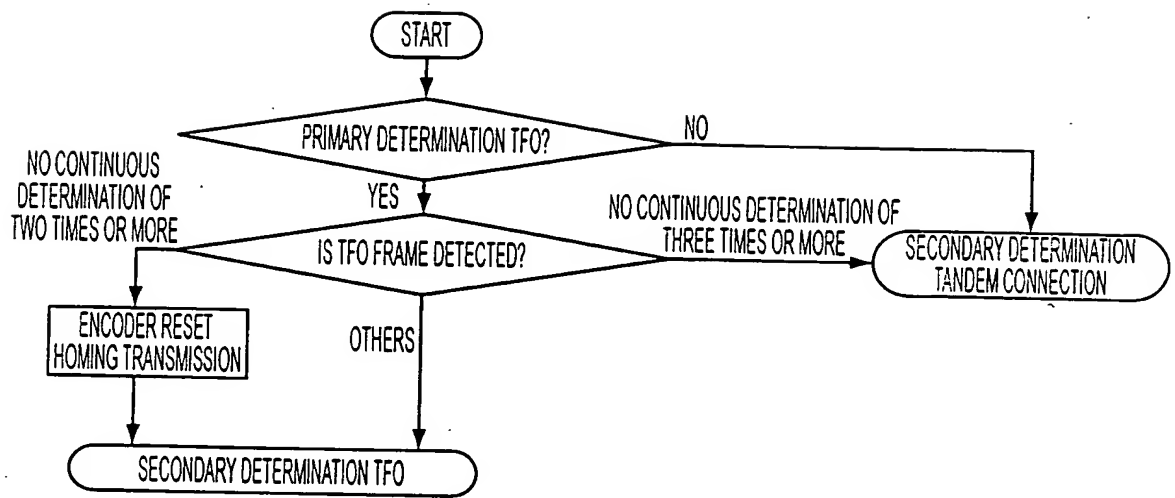 START
PRIMARY DETERMINATION TFO?
NO
NO CONTINUOUS
DETERMINATION OF
TWO TIMES OR MORE
YES
NO CONTINUOUS DETERMINATION OF
THREE TIMES OR MORE
IS TFO FRAME DETECTED?
SECONDARY DETERMINATION
TANDEM CONNECTION
ENCODER RESET
HOMING TRANSMISSION
OTHERS
SECONDARY DETERMINATION TFO